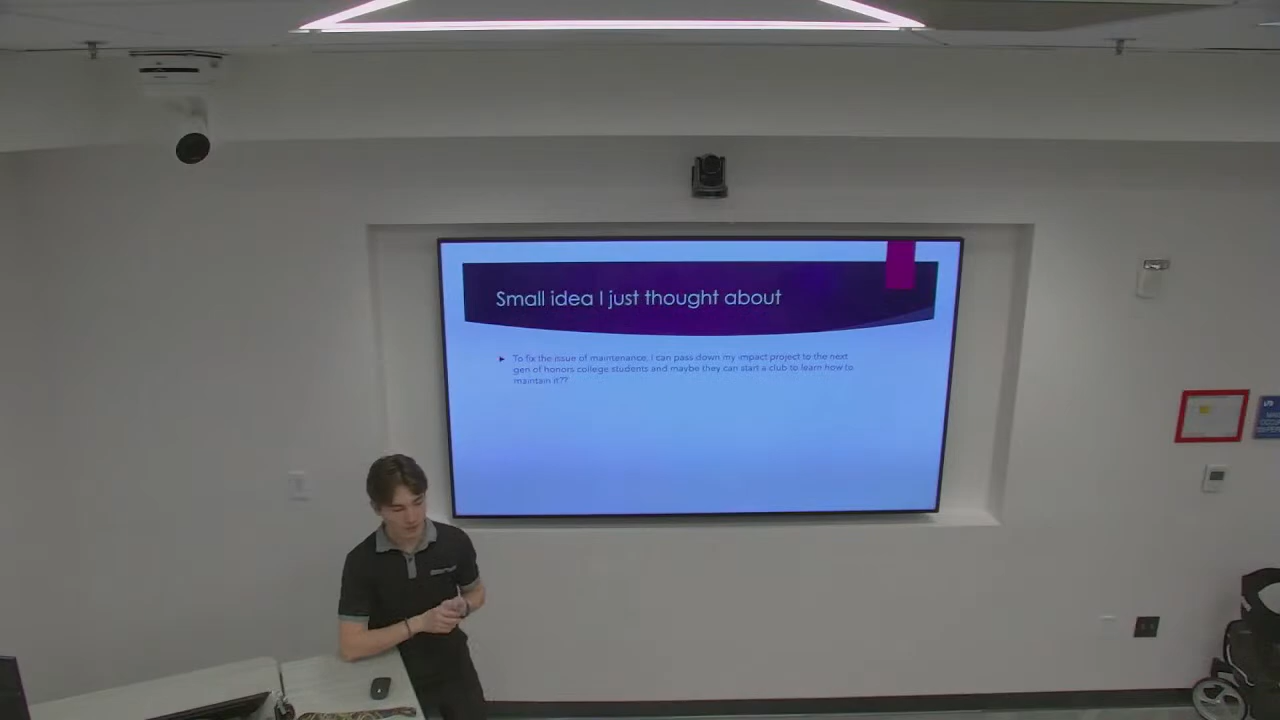 Small idea I just thought about
To fix the issue of maintenance, I can pass down my impact project to the next
gen of honors college students and maybe they can start a club to learn how to
maintain it??